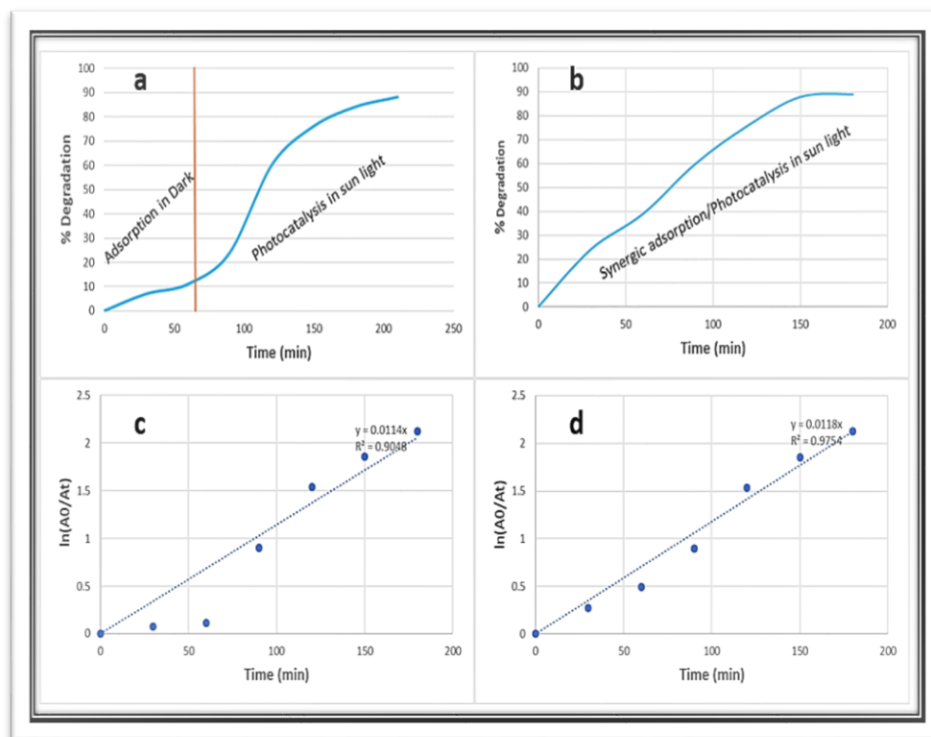 a
% Degradation
100
90
80
70
60
50
40
30
20
10
0
Adsorption in Dark
Photocatalysis in sun light
0 50 100 150 200 250
Time (min)
b
% Degradation
100
90
80
70
60
50
40
30
20
10
0
Synergic adsorption/Photocatalysis in sun light
0 50 100 150 200
Time (min)
c
ln(A0/At)
2.5
2
1.5
1
0.5
0
y = 0.0114x
R² = 0.9048
0 50 100 150 200
Time (min)
d
ln(A0/At)
2.5
2
1.5
1
0.5
0
y = 0.0118x
R² = 0.9754
0 50 100 150 200
Time (min)